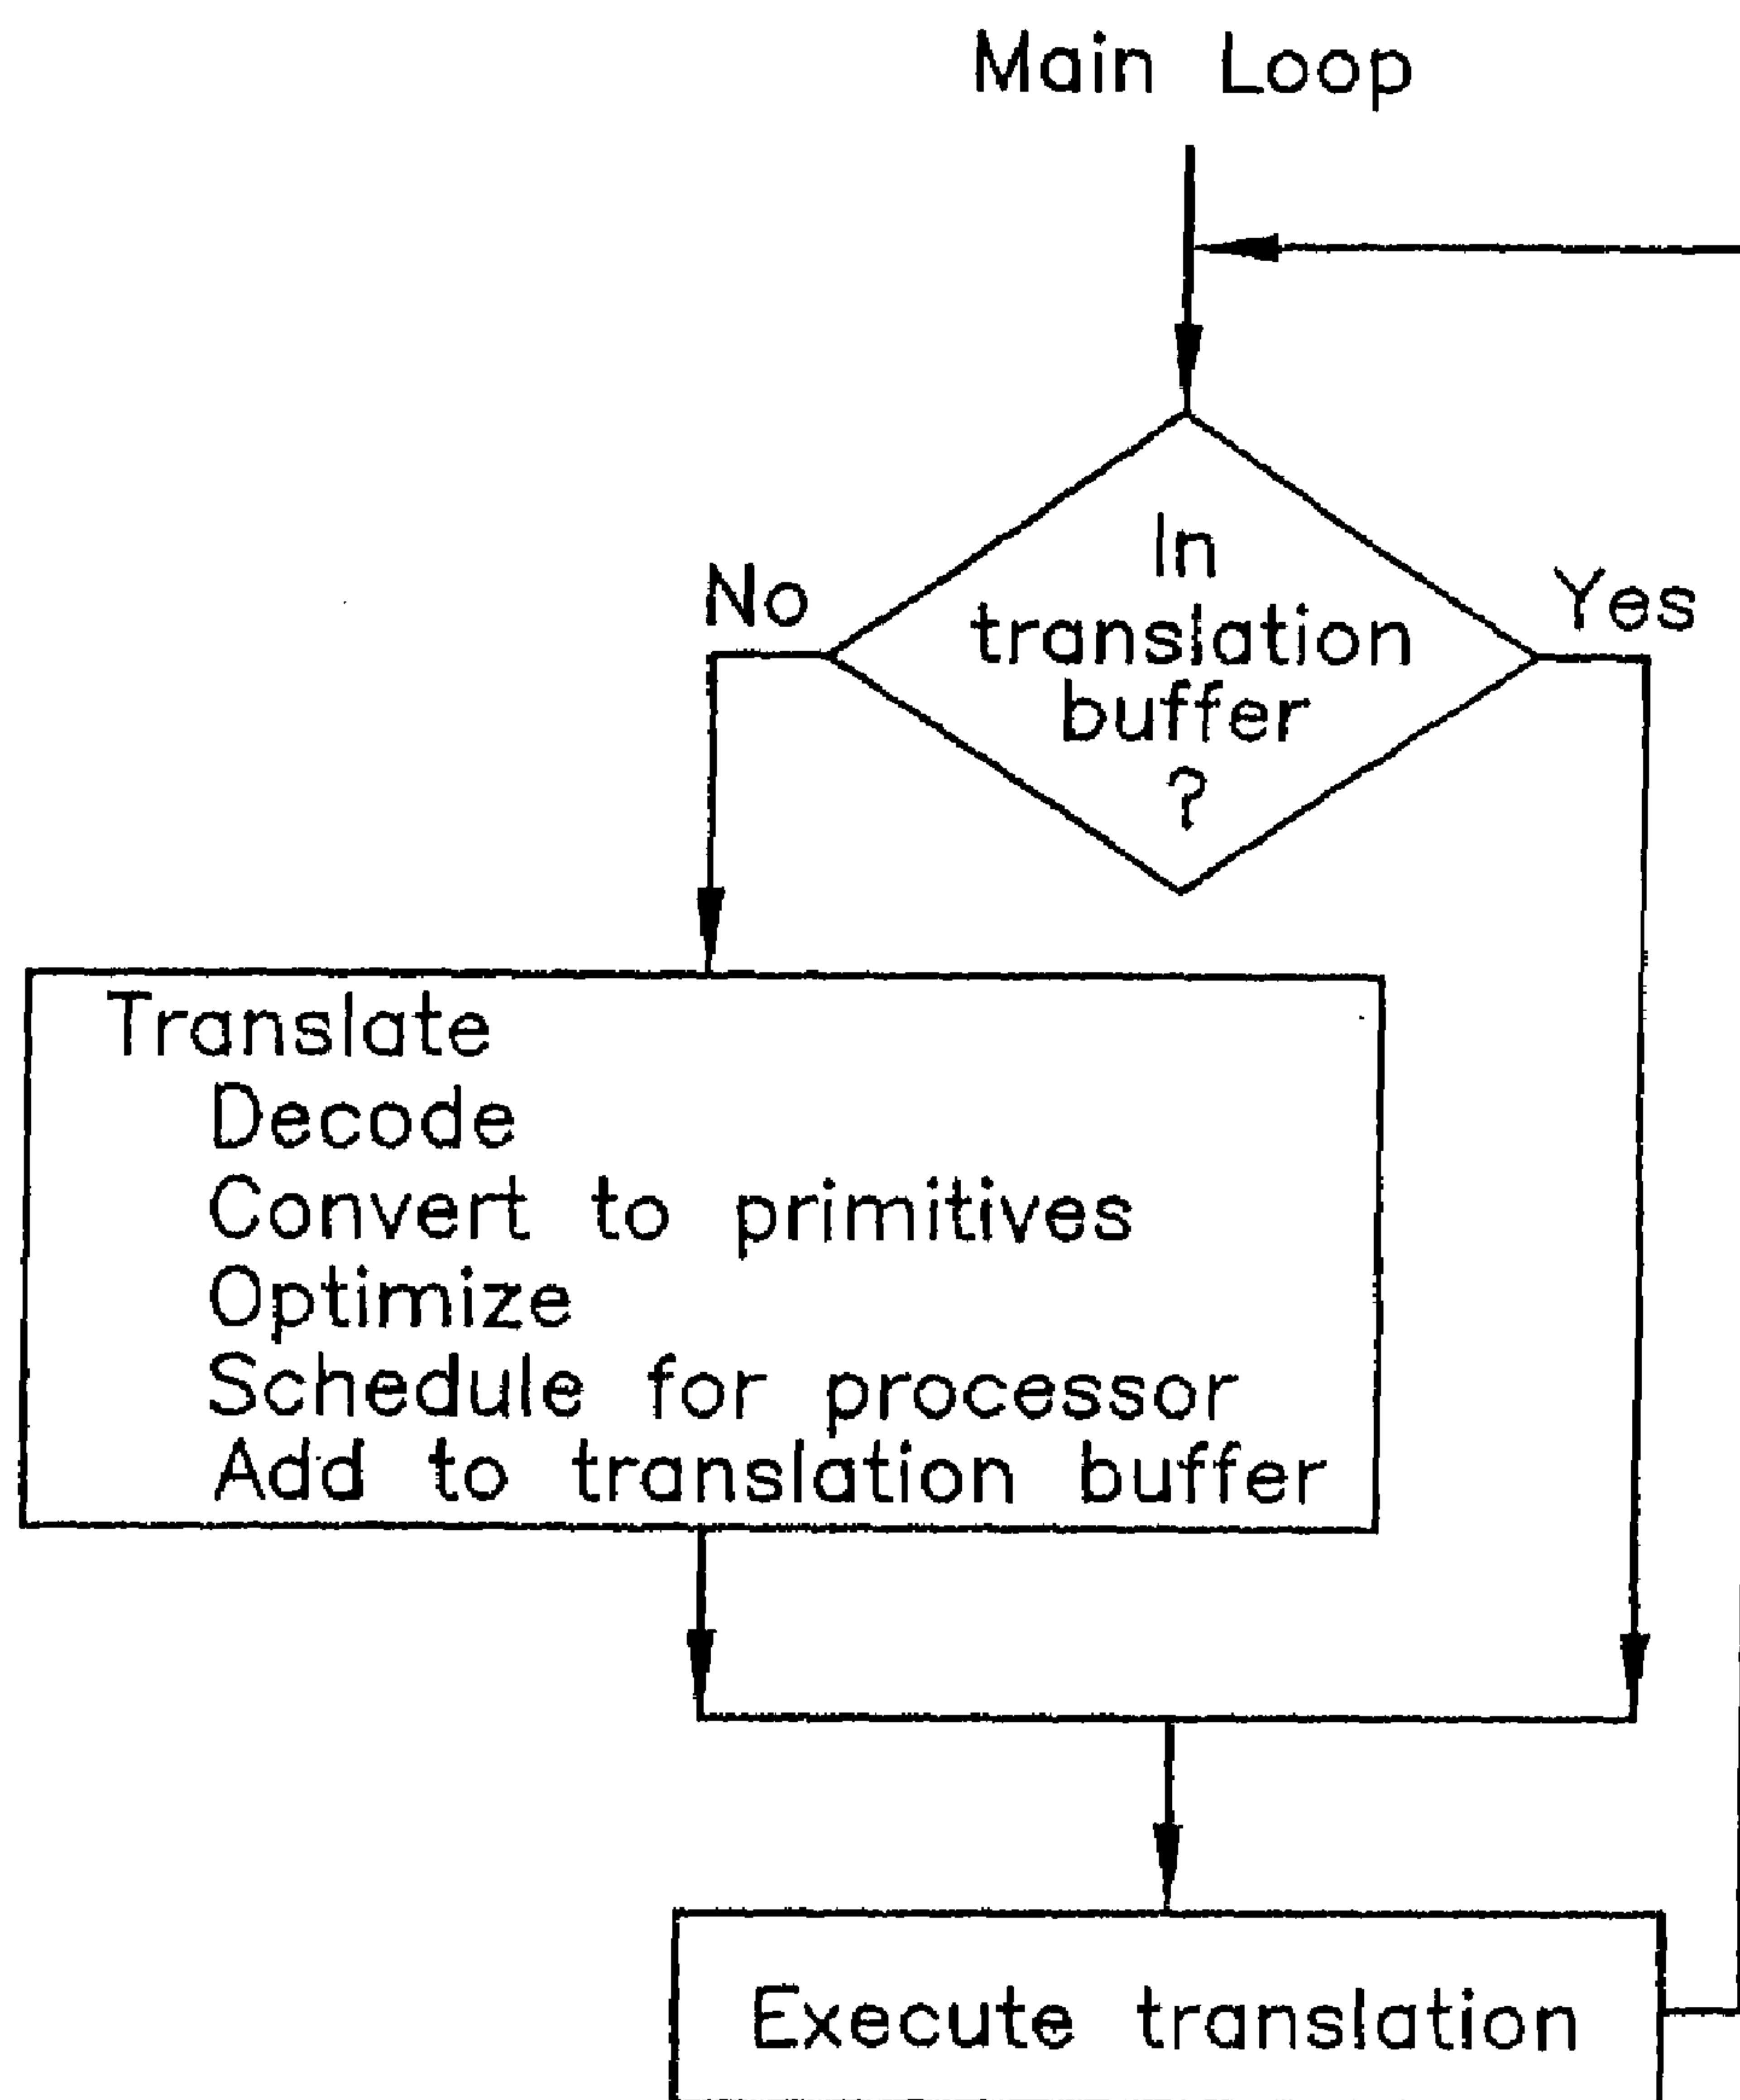 Main Loop
In
translation
buffer
?
No
Yes
Translate
Decode
Convert to primitives
Optimize
Schedule for processor
Add to translation buffer
Execute translation